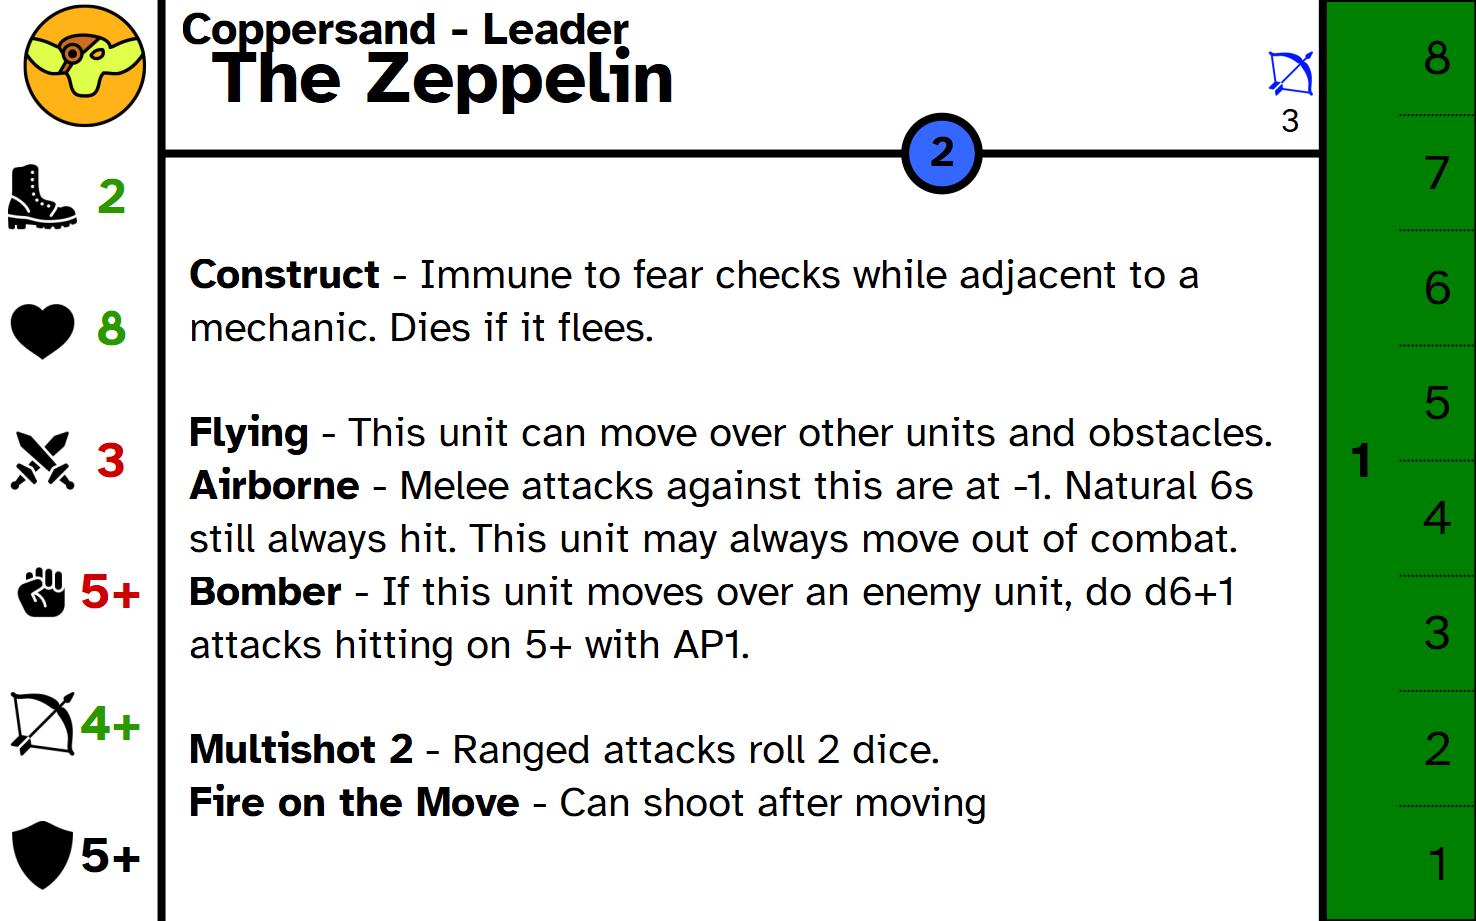 Coppersand - Leader
The Zeppelin
3
2
2
8
3
5+
4+
5+
Construct - Immune to fear checks while adjacent to a
mechanic. Dies if it flees.
Flying - This unit can move over other units and obstacles.
Airborne - Melee attacks against this are at -1. Natural 6s
still always hit. This unit may always move out of combat.
Bomber - If this unit moves over an enemy unit, do d6+1
attacks hitting on 5+ with AP1.
Multishot 2 - Ranged attacks roll 2 dice.
Fire on the Move - Can shoot after moving
1
8
7
6
5
4
3
2
1